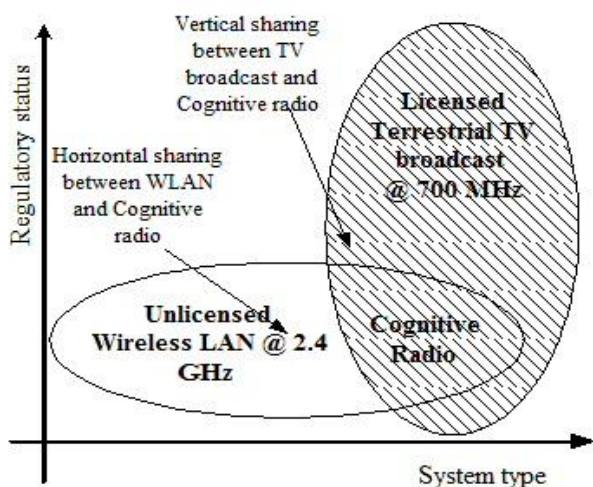 Vertical sharing
between TV
broadcast and
Cognitive radio
Licensed
Terrestrial TV
broadcast
@ 700 MHz
Horizontal sharing
between WLAN
and Cognitive
radio
Regulatory status
Unlicensed
Wireless LAN @ 2.4
GHz
Cognitive
Radio
System type